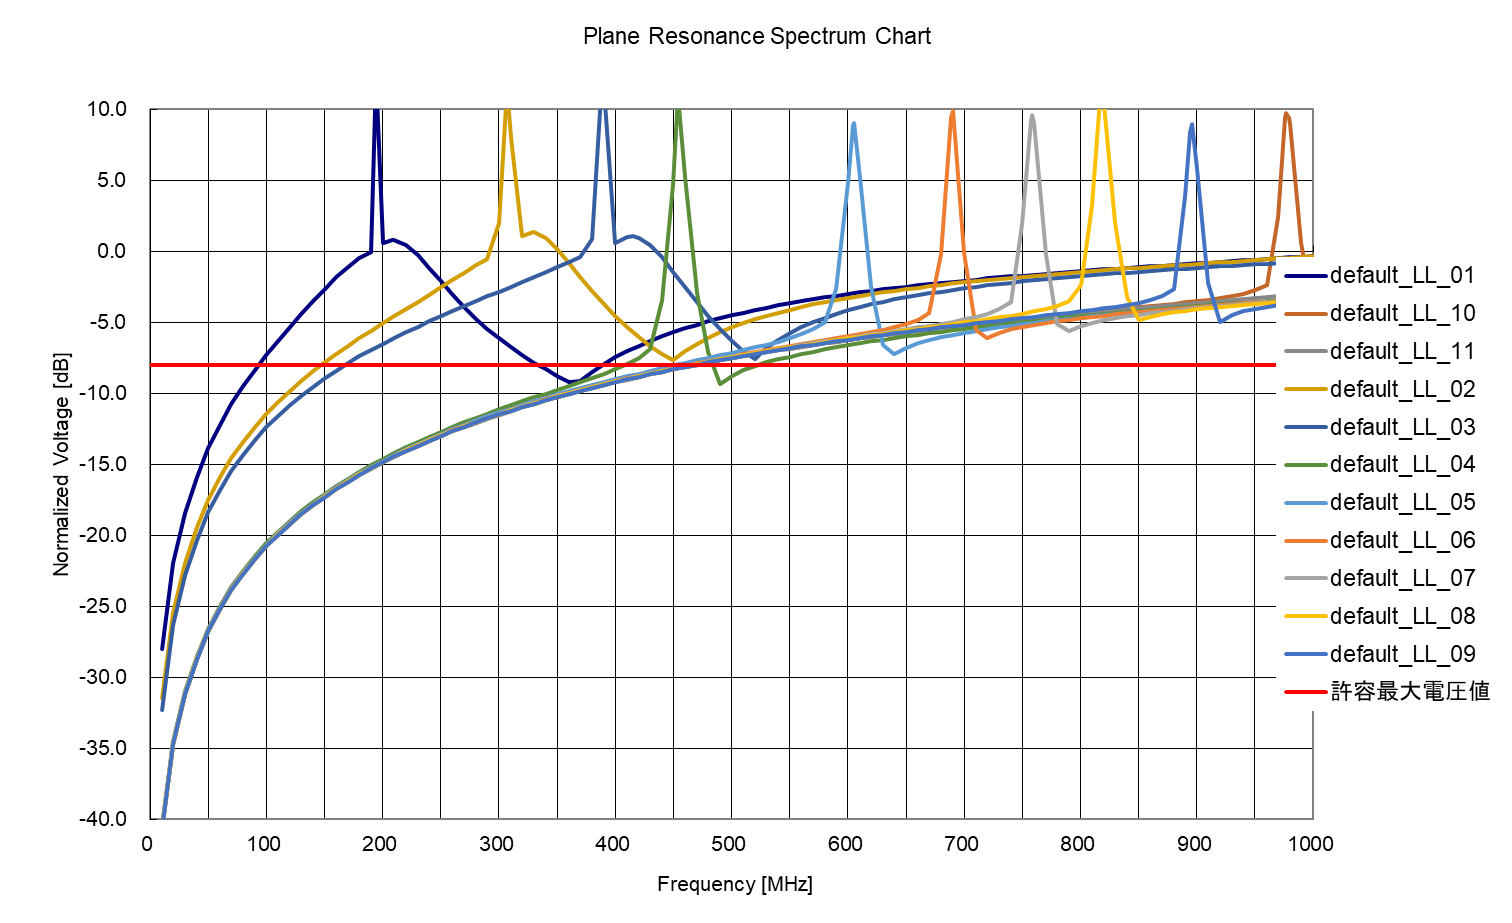 Plane Resonance Spectrum Chart
Normalized Voltage [dB]
10.0
5.0
0.0
-5.0
-10.0
-15.0
-20.0
-25.0
-30.0
-35.0
-40.0
0 100 200 300 400 500 600 700 800 900 1000
Frequency [MHz]
default_LL_01
default_LL_10
default_LL_11
default_LL_02
default_LL_03
default_LL_04
default_LL_05
default_LL_06
default_LL_07
default_LL_08
default_LL_09
許容最大電圧値